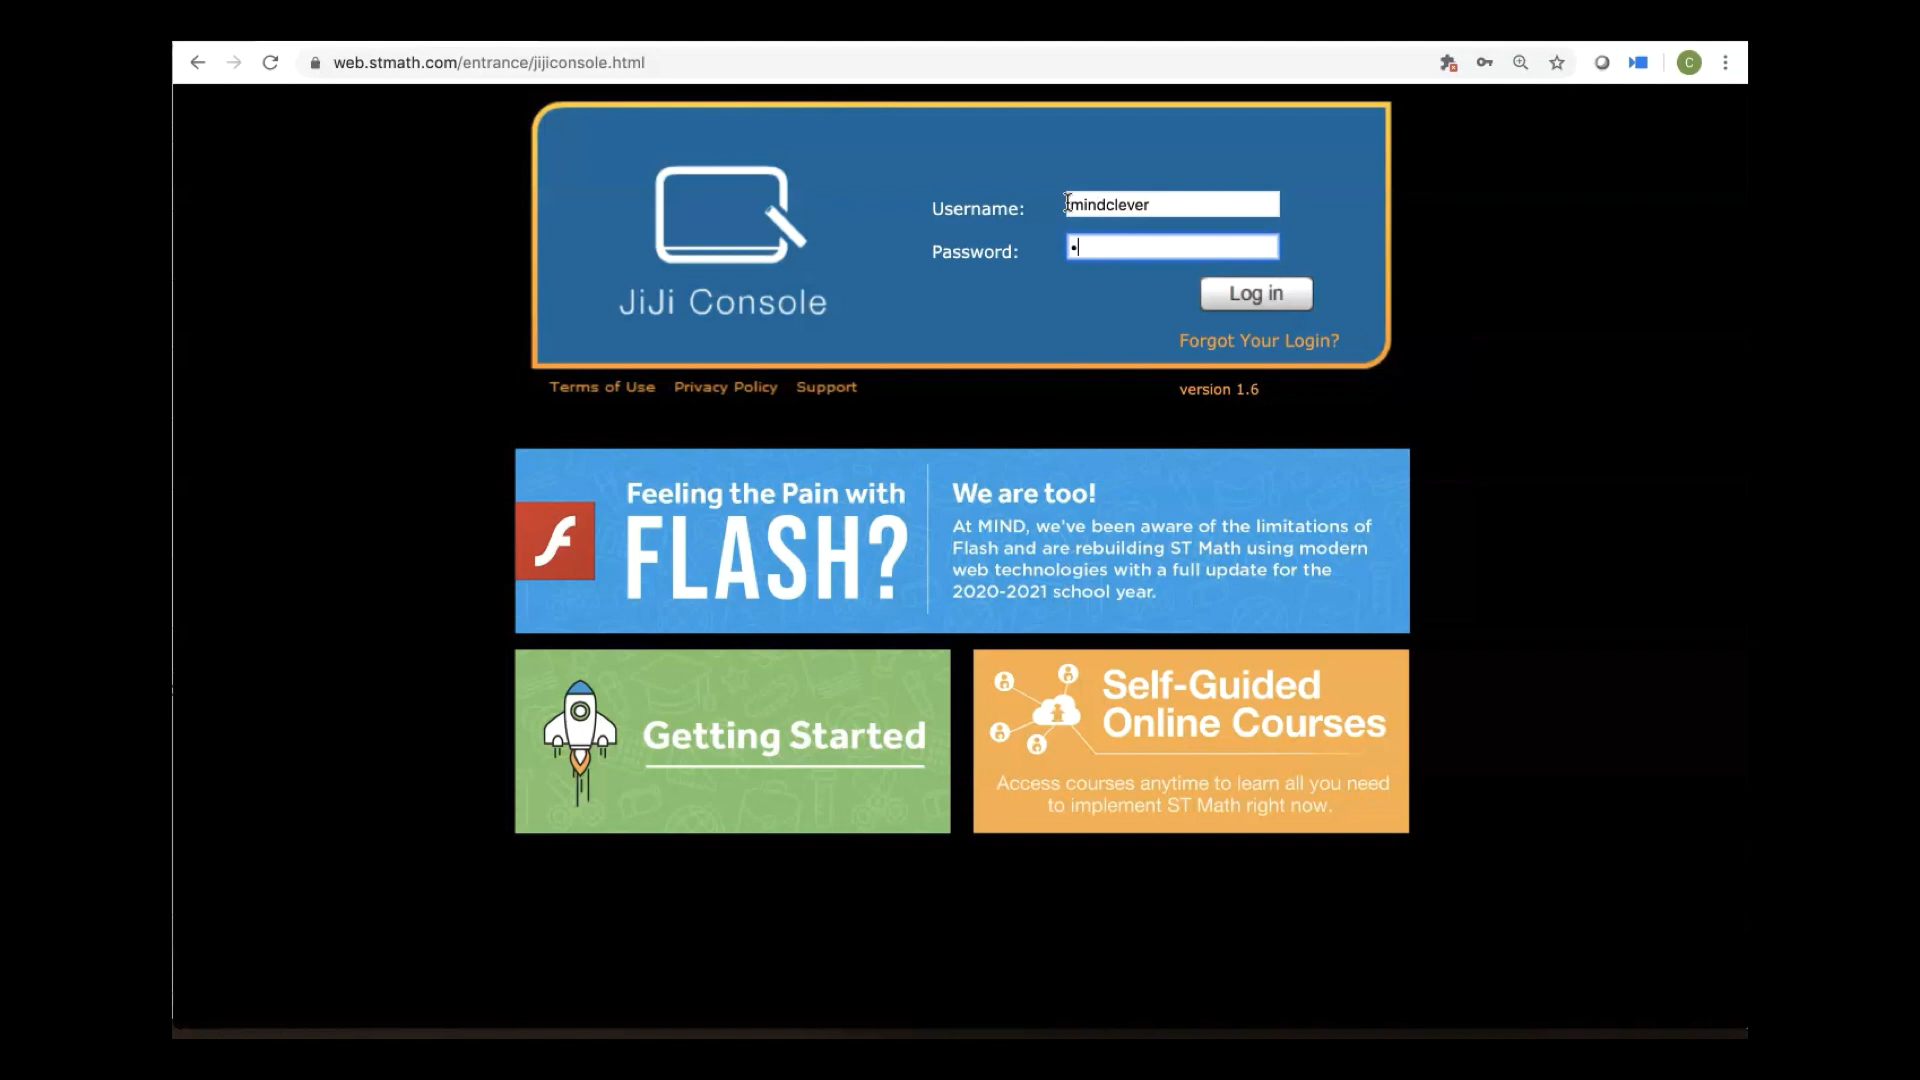 web.stmath.com/entrance/jijiconsole.html
C
Username:
tmindclever
Password:
Log in
JiJi Console
Forgot Your Login?
Terms of Use Privacy Policy Support
version 1.6
Feeling the Pain with
FLASH?
We are too!
At MIND, we've been aware of the limitations of
Flash and are rebuilding ST Math using modern
web technologies with a full update for the
2020-2021 school year.
Getting Started
Self-Guided
Online Courses
Access courses anytime to learn all you need
to implement ST Math right now.